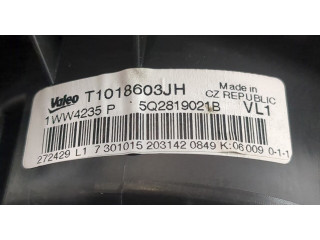 Valeo T1018603JH Made in
CZ REPUBLIC
1WW4235 P 5Q2819021B VL1
272429 L1 7 301015 203142 0849 K:06009 0-1-1